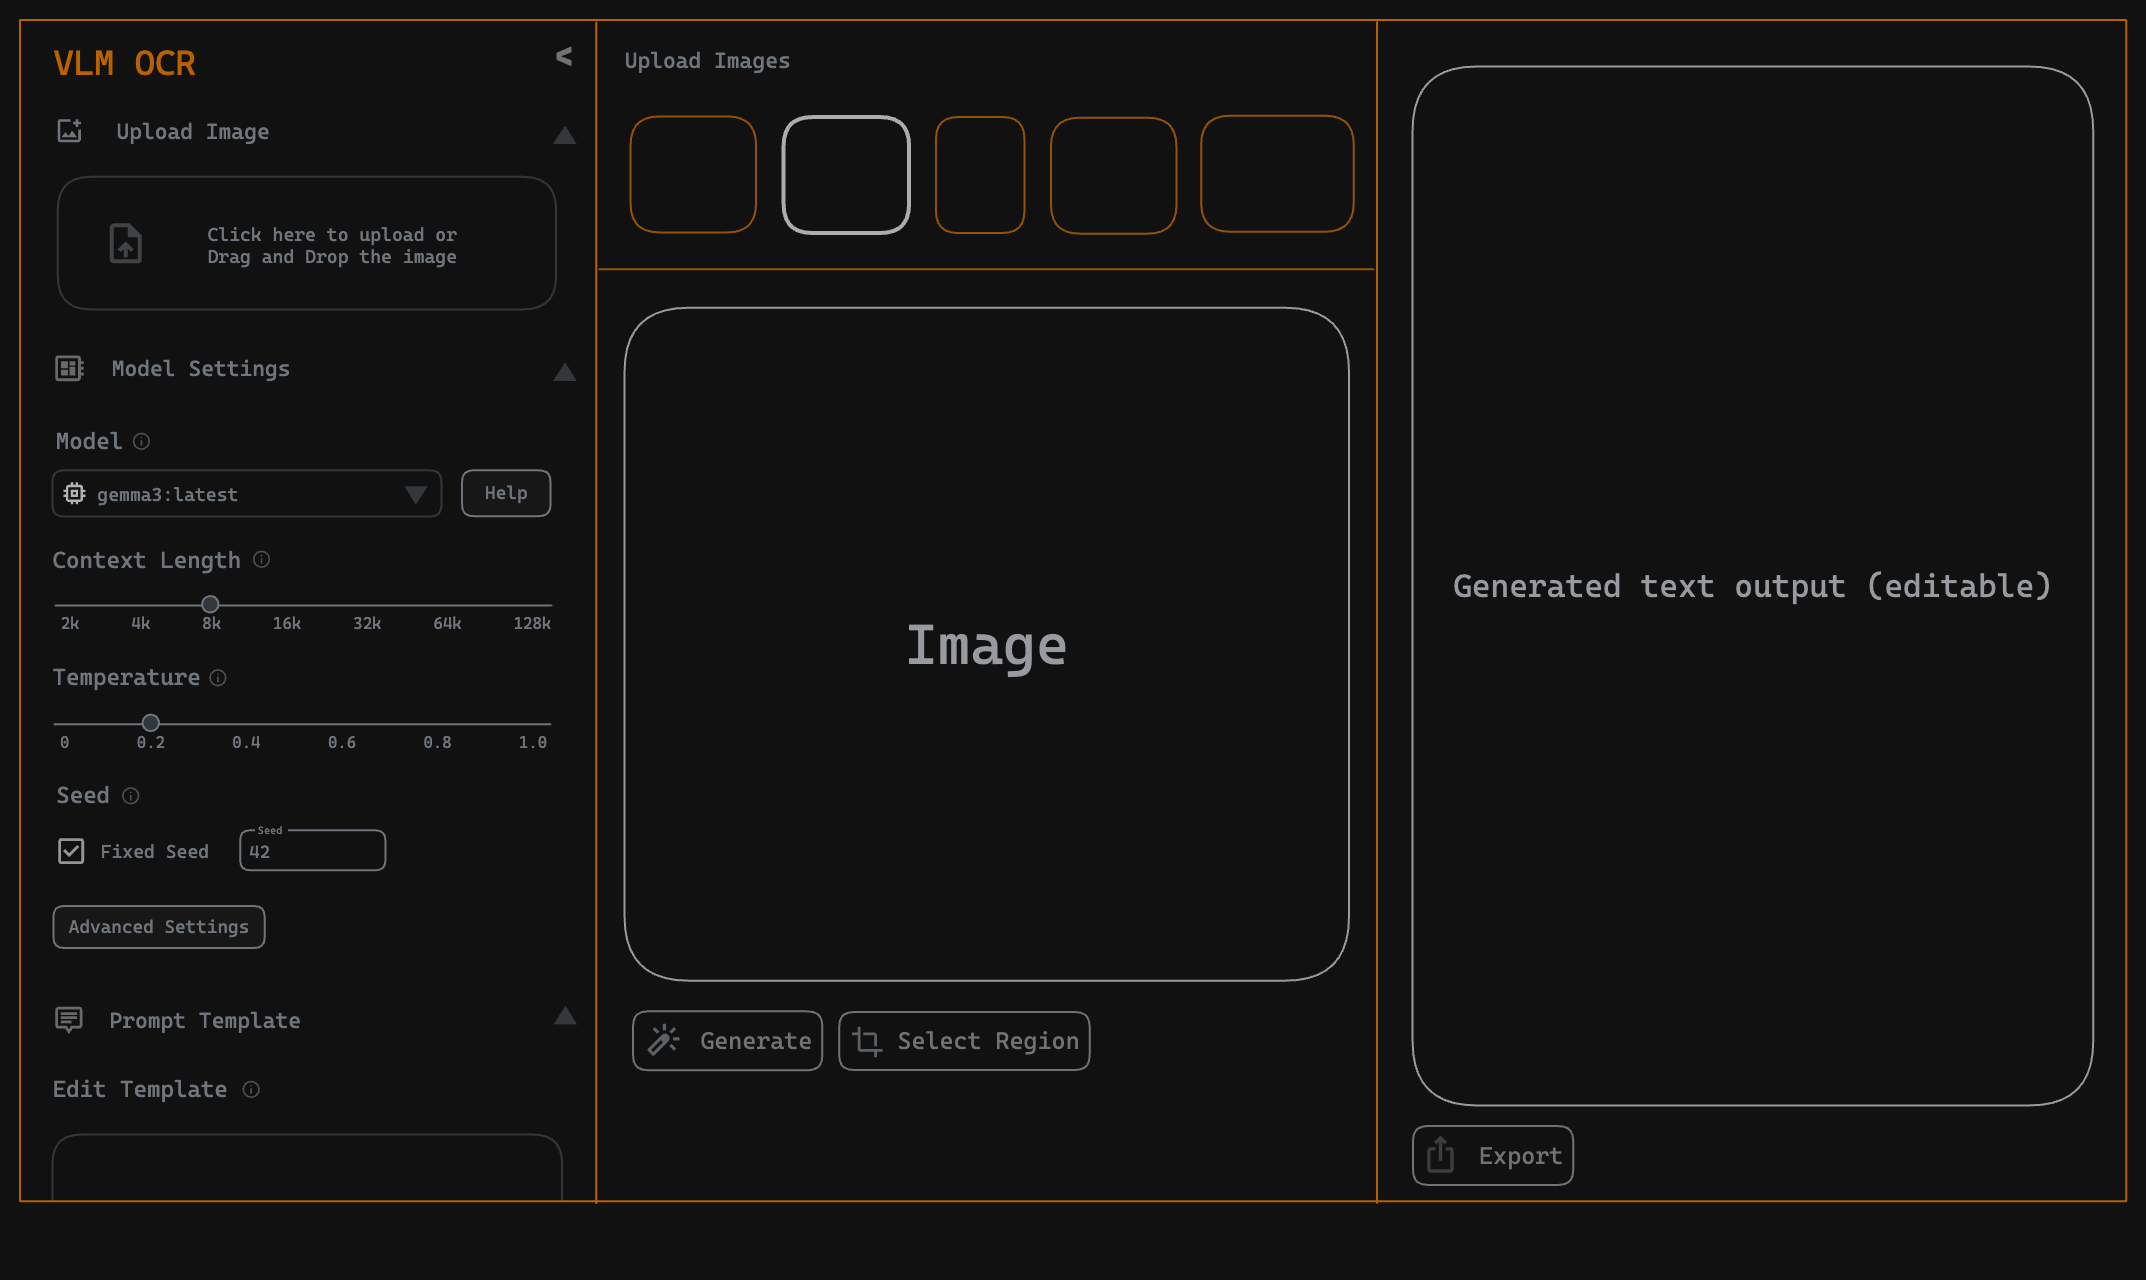 VLM OCR
<
Upload Image
Click here to upload or
Drag and Drop the image
Model Settings
Model
gemma3:latest
Help
Context Length
2k 4k 8k 16k 32k 64k 128k
Temperature
0 0.2 0.4 0.6 0.8 1.0
Seed
Fixed Seed
Seed
42
Advanced Settings
Prompt Template
Edit Template
Upload Images
Image
Generate
Select Region
Generated text output (editable)
Export